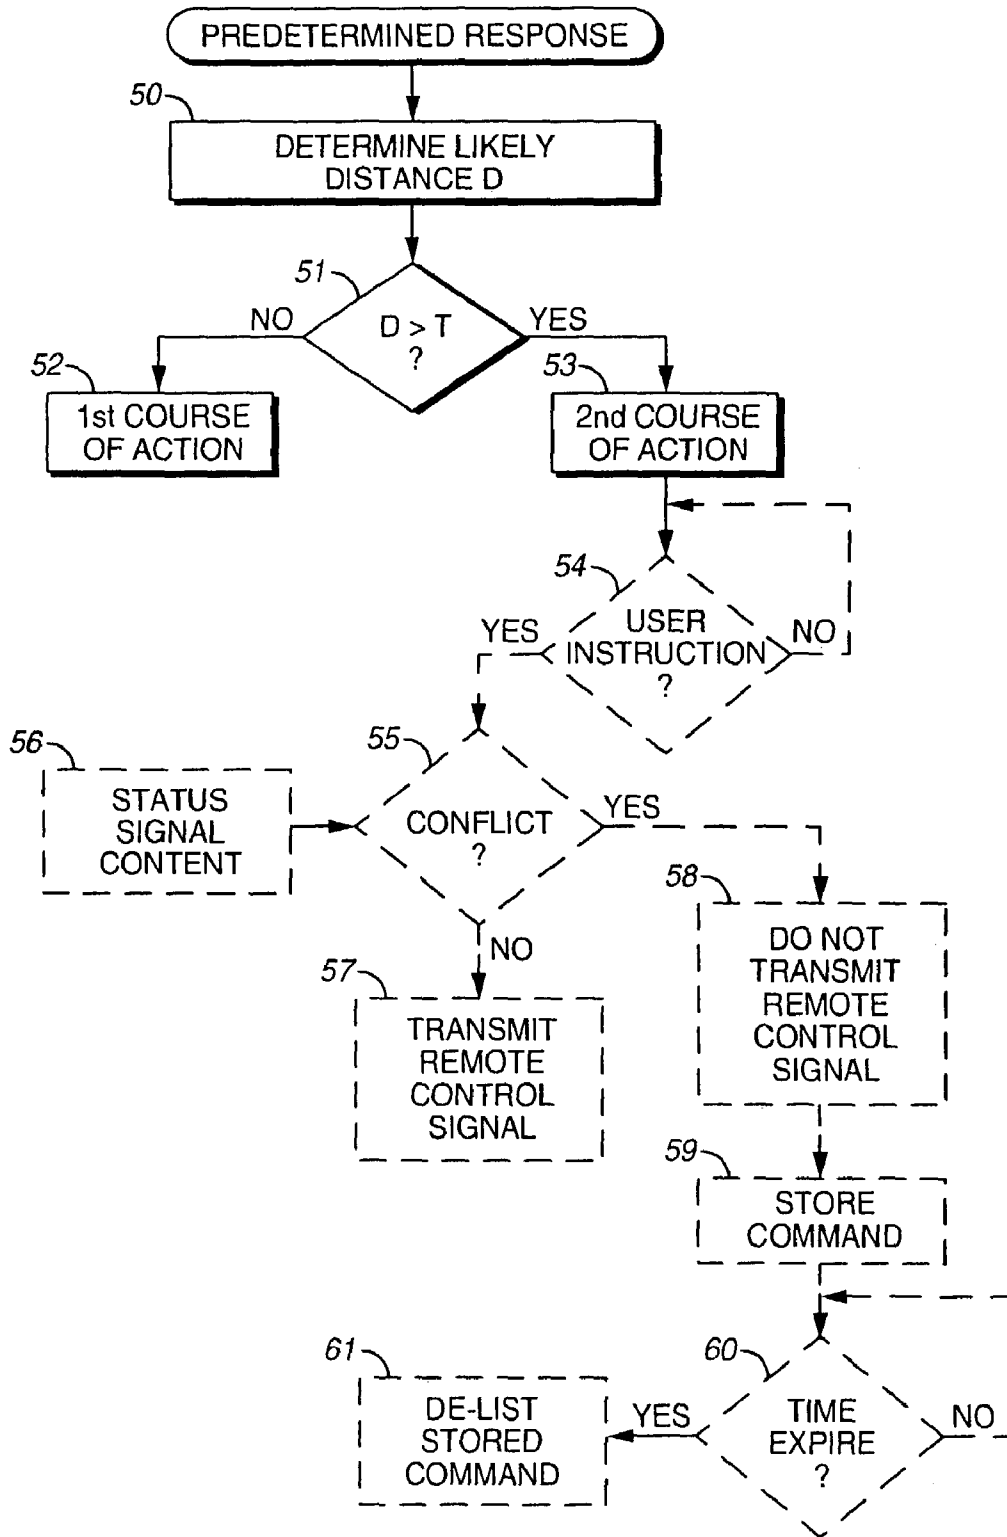 PREDETERMINED RESPONSE
50
DETERMINE LIKELY
DISTANCE D
51
NO
D > T
?
YES
52
1st COURSE
OF ACTION
53
2nd COURSE
OF ACTION
54
YES
USER
INSTRUCTION
?
NO
56
STATUS
SIGNAL
CONTENT
55
CONFLICT
?
YES
NO
57
TRANSMIT
REMOTE
CONTROL
SIGNAL
58
DO NOT
TRANSMIT
REMOTE
CONTROL
SIGNAL
59
STORE
COMMAND
60
TIME
EXPIRE
?
NO
YES
61
DE-LIST
STORED
COMMAND